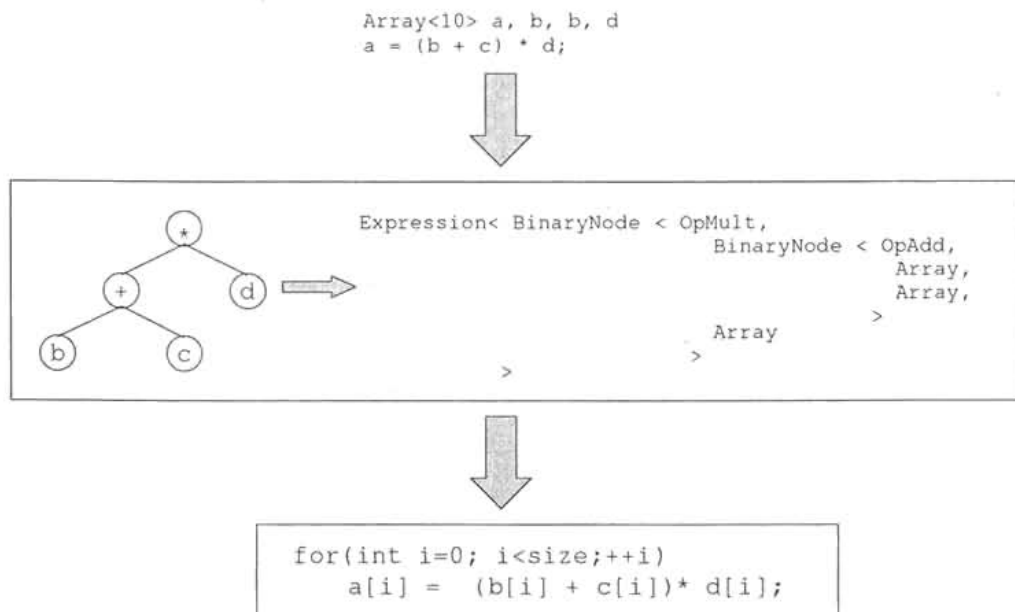 Array<10> a, b, b, d
a = (b + c) * d;
*
+
d
b
c
Expression< BinaryNode < OpMult,
BinaryNode < OpAdd,
Array,
Array,
>
Array
>
>
for(int i=0; i<size;++i)
a[i] = (b[i] + c[i])* d[i];